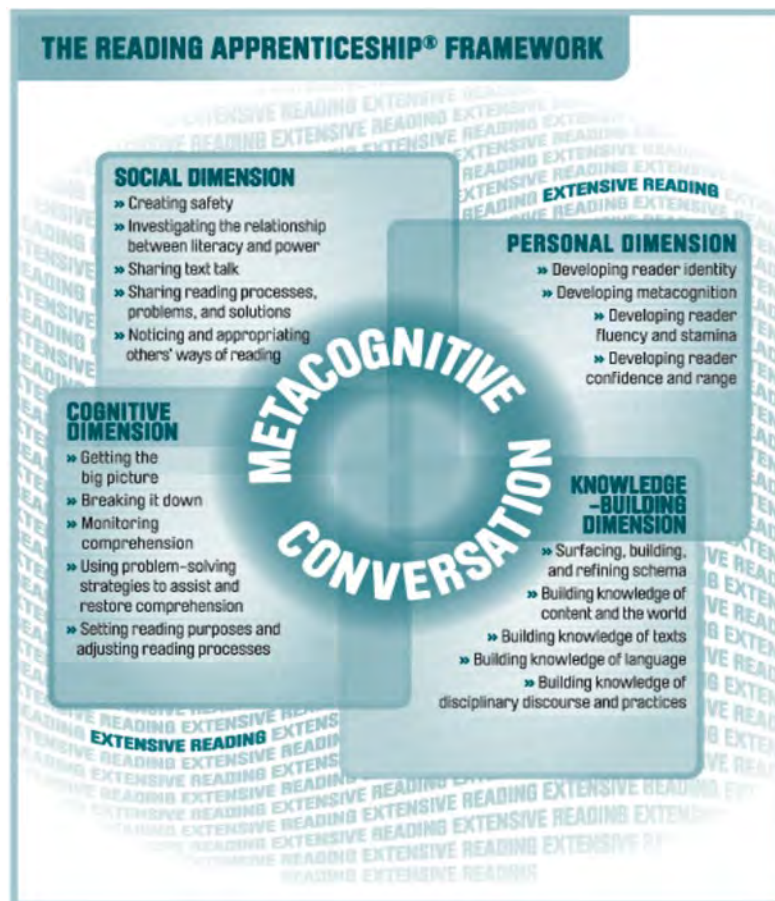 THE READING APPRENTICESHIP® FRAMEWORK
SOCIAL DIMENSION
» Creating safety
» Investigating the relationship
between literacy and power
» Sharing text talk
» Sharing reading processes,
problems, and solutions
» Noticing and appropriating
others' ways of reading
EXTENSIVE READING
PERSONAL DIMENSION
» Developing reader identity
» Developing metacognition
» Developing reader
fluency and stamina
» Developing reader
confidence and range
METACOGNITIVE
CONVERSATION
COGNITIVE
DIMENSION
» Getting the
big picture
» Breaking it down
» Monitoring
comprehension
» Using problem-solving
strategies to assist and
restore comprehension
» Setting reading purposes and
adjusting reading processes
KNOWLEDGE
-BUILDING
DIMENSION
» Surfacing, building,
and refining schema
» Building knowledge of
content and the world
» Building knowledge of texts
» Building knowledge of language
» Building knowledge of
disciplinary discourse and practices
EXTENSIVE READING